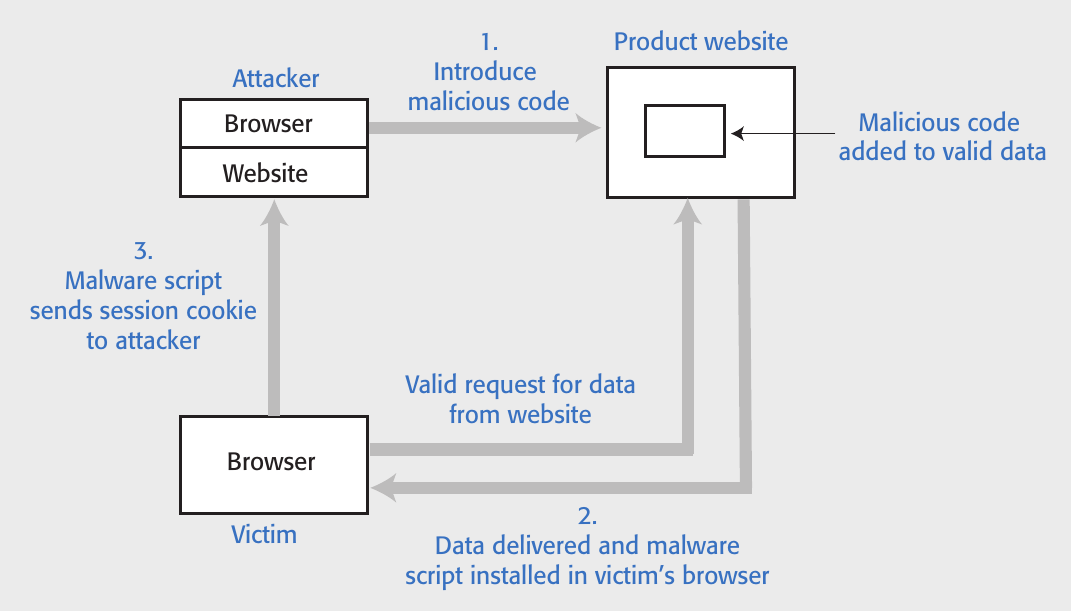 1.
Introduce
malicious code
Product website
Attacker
Browser
Website
Malicious code
added to valid data
3.
Malware script
sends session cookie
to attacker
Valid request for data
from website
Browser
Victim
2.
Data delivered and malware
script installed in victim’s browser